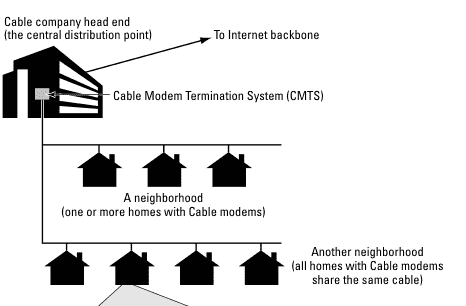 Cable company head end
(the central distribution point)
To Internet backbone
Cable Modem Termination System (CMTS)
A neighborhood
(one or more homes with Cable modems)
Another neighborhood
(all homes with Cable modems
share the same cable)